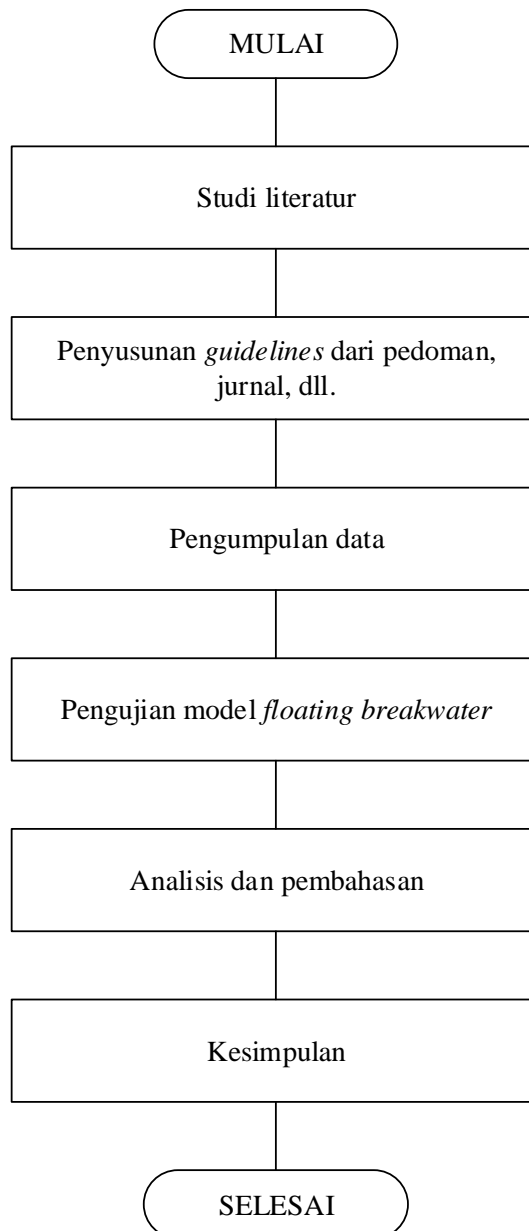 MULAI
Studi literatur
Penyusunan guidelines dari pedoman,
jurnal, dll.
Pengumpulan data
Pengujian model floating breakwater
Analisis dan pembahasan
Kesimpulan
SELESAI